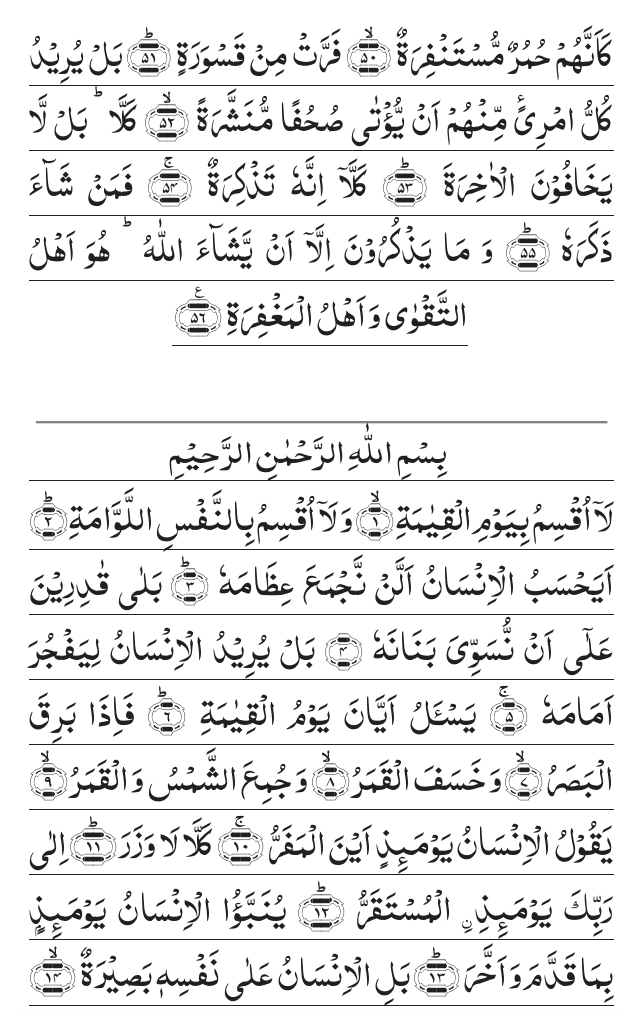 كَاَنَّهُمۡ حُمُرٌ مُّسۡتَنۡفِرَةٌ ۙ‏﴿۵۰﴾ فَرَّتۡ مِنۡ قَسۡوَرَةٍ ؕ‏﴿۵۱﴾ بَلۡ يُرِيۡدُ
كُلُّ امۡرِىٴٍ مِّنۡهُمۡ اَنۡ يُّؤۡتٰى صُحُفًا مُّنَشَّرَةً ۙ‏﴿۵۲﴾ كَلَّا ‌ؕ بَلۡ لَّا
يَخَافُوۡنَ الۡاٰخِرَةَ ؕ‏﴿۵۳﴾ كَلَّاۤ اِنَّهٗ تَذۡكِرَةٌ ۚ‏﴿۵۴﴾ فَمَنۡ شَآءَ
ذَكَرَهٗ ؕ‏﴿۵۵﴾ وَ مَا يَذۡكُرُوۡنَ اِلَّاۤ اَنۡ يَّشَآءَ اللّٰهُ ‌ؕ هُوَ اَهۡلُ
التَّقۡوٰى وَ اَهۡلُ الۡمَغۡفِرَةِ ﴿۵۶﴾ ع
بِسۡمِ اللّٰهِ الرَّحۡمٰنِ الرَّحِيۡمِ
لَاۤ اُقۡسِمُ بِيَوۡمِ الۡقِيٰمَةِ ۙ‏﴿۱﴾ وَلَاۤ اُقۡسِمُ بِالنَّفۡسِ اللَّوَّامَةِ ؕ‏﴿۲﴾
اَيَحۡسَبُ الۡاِنۡسَانُ اَلَّنۡ نَّجۡمَعَ عِظَامَهٗ ؕ‏﴿۳﴾ بَلٰى قٰدِرِيۡنَ
عَلٰٓى اَنۡ نُّسَوِّىَ بَنَانَهٗ ﴿۴﴾ بَلۡ يُرِيۡدُ الۡاِنۡسَانُ لِيَفۡجُرَ
اَمَامَهٗ ۚ‏﴿۵﴾ يَسۡـَٔـلُ اَيَّانَ يَوۡمُ الۡقِيٰمَةِ ؕ‏﴿۶﴾ فَاِذَا بَرِقَ
الۡبَصَرُ ۙ‏﴿۷﴾ وَخَسَفَ الۡقَمَرُ ۙ‏﴿۸﴾ وَجُمِعَ الشَّمۡسُ وَالۡقَمَرُ ۙ‏﴿۹﴾
يَقُوۡلُ الۡاِنۡسَانُ يَوۡمَٮِٕذٍ اَيۡنَ الۡمَفَرُّ ۚ‏﴿۱۰﴾ كَلَّا لَا وَزَرَ ؕ‏﴿۱۱﴾ اِلٰى
رَبِّكَ يَوۡمَٮِٕذِ ۨ الۡمُسۡتَقَرُّ ؕ‏﴿۱۲﴾ يُنَبَّؤُا الۡاِنۡسَانُ يَوۡمَٮِٕذٍۢ
بِمَا قَدَّمَ وَاَخَّرَ ؕ‏﴿۱۳﴾ بَلِ الۡاِنۡسَانُ عَلٰى نَفۡسِهٖ بَصِيۡرَةٌ ۙ‏﴿۱۴﴾